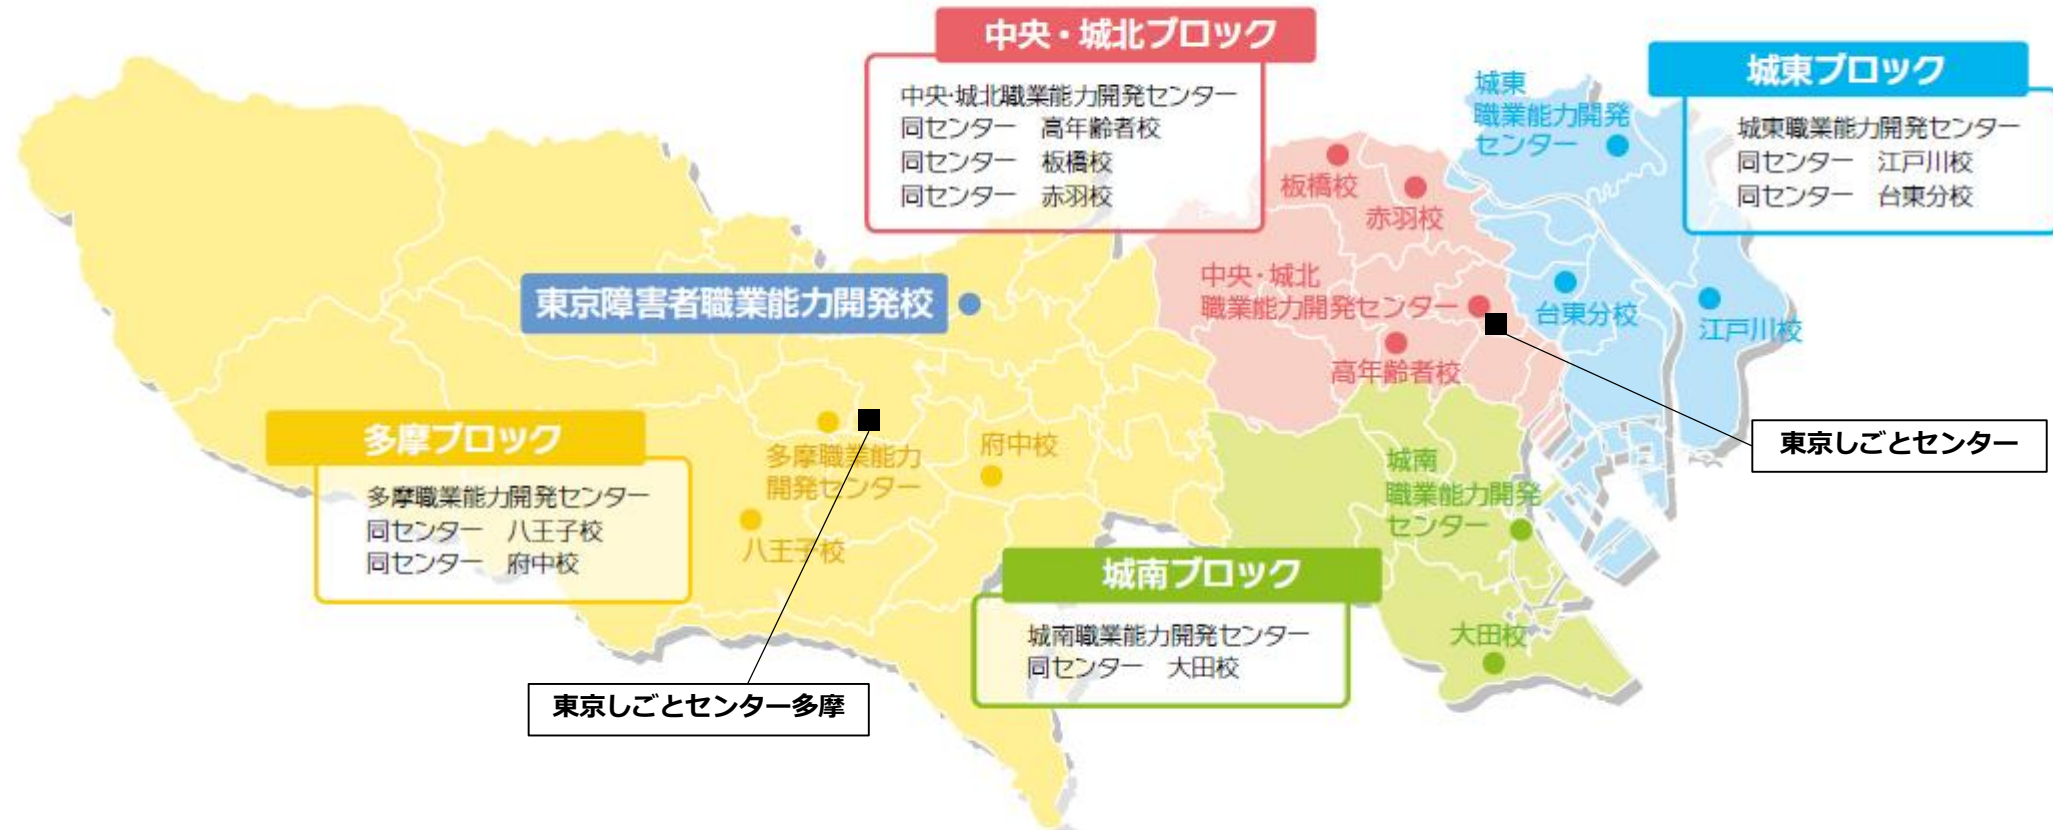 中央・城北ブロック
中央・城北職業能力開発センター
同センター　高年齢者校
同センター　板橋校
同センター　赤羽校
城東ブロック
城東職業能力開発センター
同センター　江戸川校
同センター　台東分校
城東
職業能力開発
センター
板橋校
赤羽校
中央・城北
職業能力開発センター
高年齢者校
台東分校
江戸川校
東京障害者職業能力開発校
東京しごとセンター
多摩ブロック
多摩職業能力開発センター
同センター　八王子校
同センター　府中校
多摩職業能力
開発センター
府中校
八王子校
城南
職業能力開発
センター
大田校
城南ブロック
城南職業能力開発センター
同センター　大田校
東京しごとセンター多摩